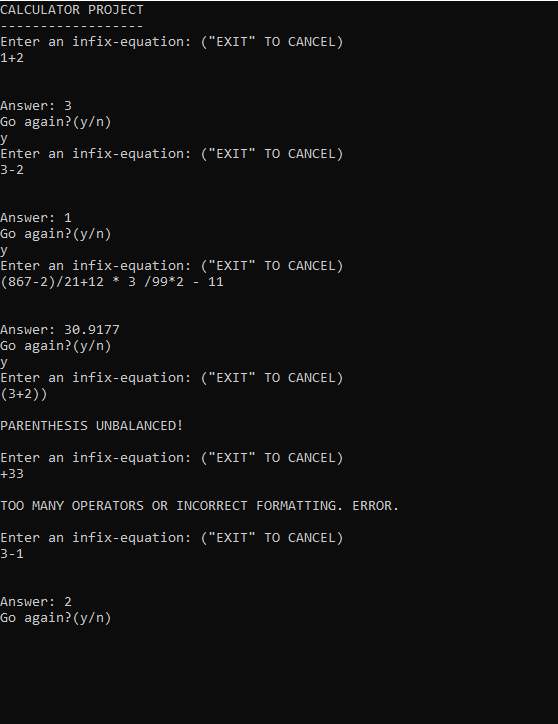 CALCULATOR PROJECT
------------------
Enter an infix-equation: ("EXIT" TO CANCEL)
1+2
Answer: 3
Go again?(y/n)
y
Enter an infix-equation: ("EXIT" TO CANCEL)
3-2
Answer: 1
Go again?(y/n)
y
Enter an infix-equation: ("EXIT" TO CANCEL)
(867-2)/21+12 * 3 /99*2 - 11
Answer: 30.9177
Go again?(y/n)
y
Enter an infix-equation: ("EXIT" TO CANCEL)
(3+2))
PARENTHESIS UNBALANCED!
Enter an infix-equation: ("EXIT" TO CANCEL)
+33
TOO MANY OPERATORS OR INCORRECT FORMATTING. ERROR.
Enter an infix-equation: ("EXIT" TO CANCEL)
3-1
Answer: 2
Go again?(y/n)